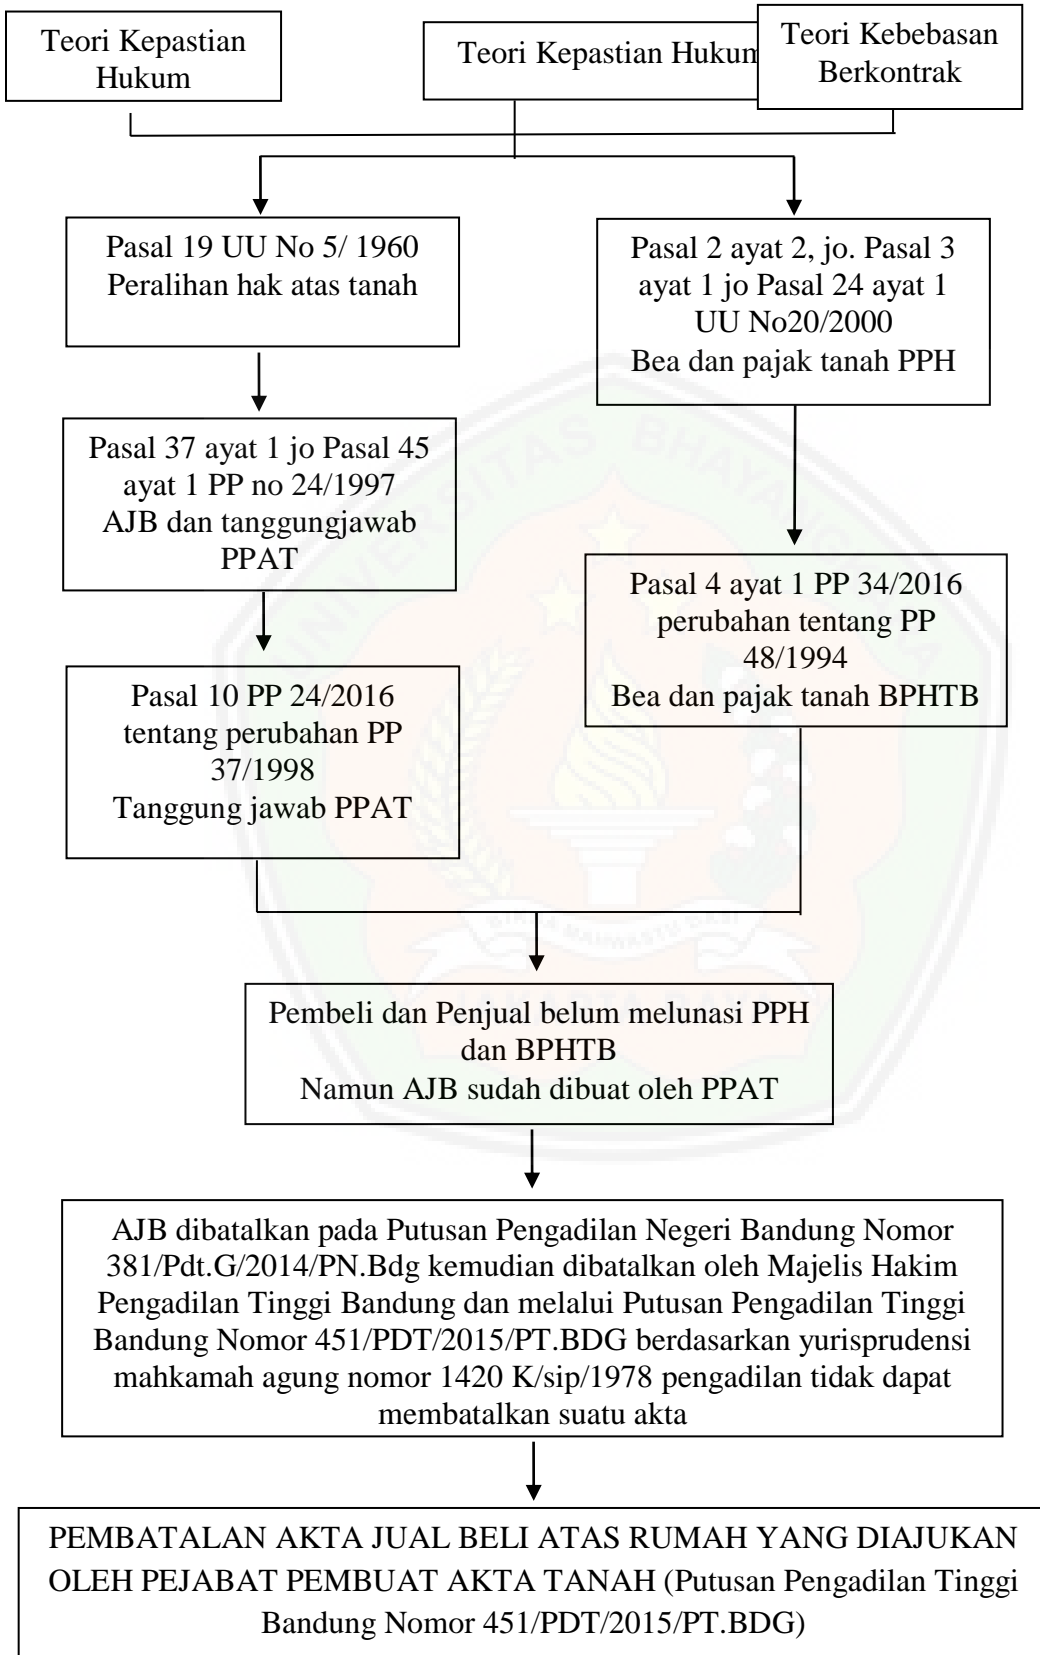 Teori Kepastian
Hukum
Teori Kepastian Hukum
Teori Kebebasan
Berkontrak
Pasal 19 UU No 5/ 1960
Peralihan hak atas tanah
Pasal 2 ayat 2, jo. Pasal 3
ayat 1 jo Pasal 24 ayat 1
UU No20/2000
Bea dan pajak tanah PPH
Pasal 37 ayat 1 jo Pasal 45
ayat 1 PP no 24/1997
AJB dan tanggungjawab
PPAT
Pasal 4 ayat 1 PP 34/2016
perubahan tentang PP
48/1994
Bea dan pajak tanah BPHTB
Pasal 10 PP 24/2016
tentang perubahan PP
37/1998
Tanggung jawab PPAT
Pembeli dan Penjual belum melunasi PPH
dan BPHTB
Namun AJB sudah dibuat oleh PPAT
AJB dibatalkan pada Putusan Pengadilan Negeri Bandung Nomor
381/Pdt.G/2014/PN.Bdg kemudian dibatalkan oleh Majelis Hakim
Pengadilan Tinggi Bandung dan melalui Putusan Pengadilan Tinggi
Bandung Nomor 451/PDT/2015/PT.BDG berdasarkan yurisprudensi
mahkamah agung nomor 1420 K/sip/1978 pengadilan tidak dapat
membatalkan suatu akta
PEMBATALAN AKTA JUAL BELI ATAS RUMAH YANG DIAJUKAN
OLEH PEJABAT PEMBUAT AKTA TANAH (Putusan Pengadilan Tinggi
Bandung Nomor 451/PDT/2015/PT.BDG)
UNIVERSITAS BHAYANGKARA
JAKARTA RAYA